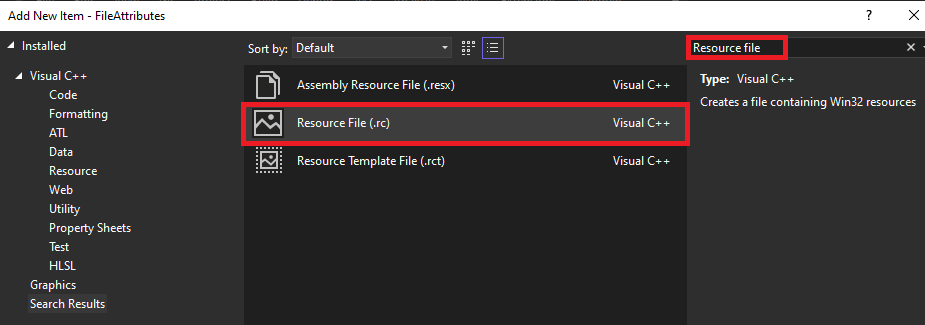 Add New Item - FileAttributes
?
Installed
Visual C++
Code
Formatting
ATL
Data
Resource
Web
Utility
Property Sheets
Test
HLSL
Graphics
Search Results
Sort by: Default
Assembly Resource File (.resx) Visual C++
Resource File (.rc) Visual C++
Resource Template File (.rct) Visual C++
Resource file
Type: Visual C++
Creates a file containing Win32 resources